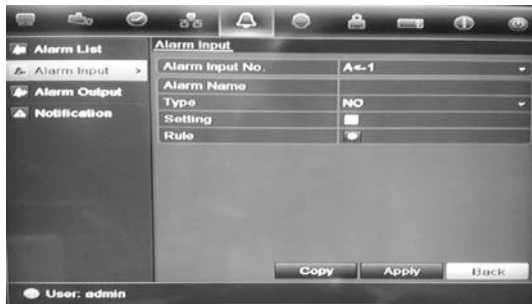 Alarm List
Alarm Input >
Alarm Output
Notification
Alarm Input
Alarm Input No. A<-1
Alarm Name
Type NO
Setting
Rule
Copy Apply Back
User: admin